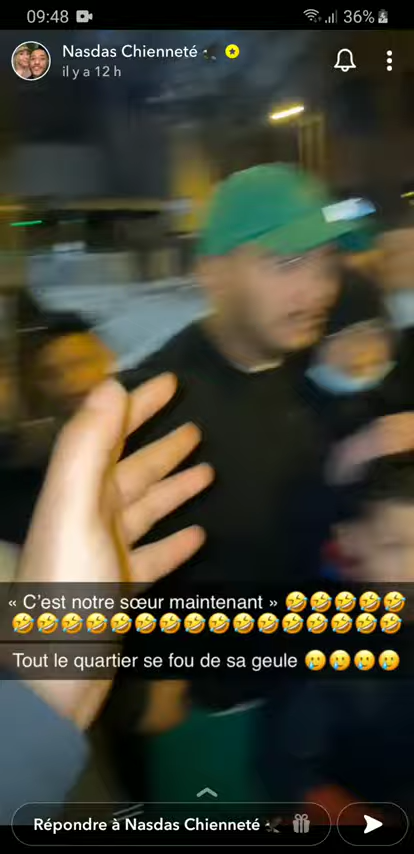 09:48
36%
Nasdas Chienneté
il y a 12 h
« C'est notre sœur maintenant » 🤣🤣🤣🤣🤣
🤣🤣🤣🤣🤣🤣🤣🤣🤣🤣🤣🤣🤣🤣🤣🤣
Tout le quartier se fou de sa geule 🥲🥲🥲🥲
Répondre à Nasdas Chienneté